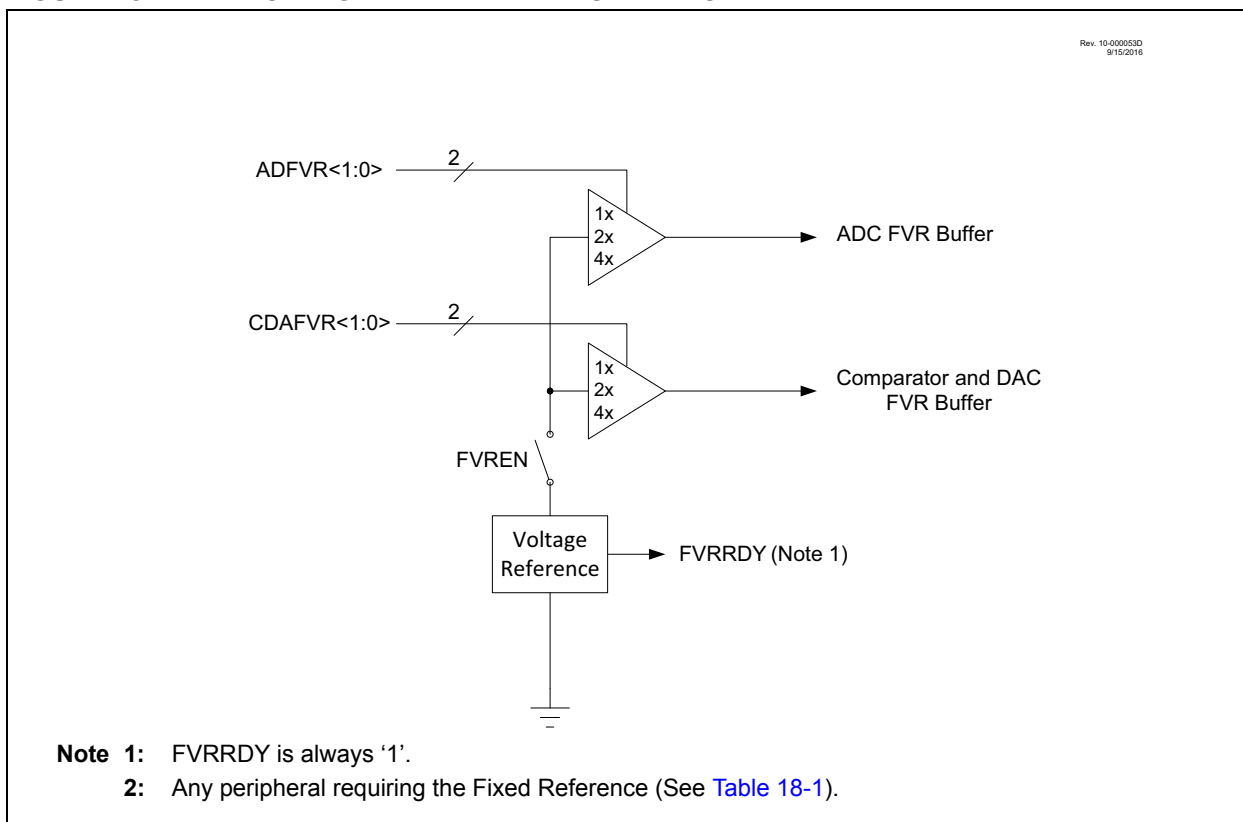 Rev. 10-000053D
9/15/2016
ADFVR<1:0>
2
1x
2x
4x
ADC FVR Buffer
CDAFVR<1:0>
2
1x
2x
4x
Comparator and DAC
FVR Buffer
FVREN
Voltage
Reference
FVRRDY (Note 1)
Note 1: FVRRDY is always ‘1’.
2: Any peripheral requiring the Fixed Reference (See Table 18-1).